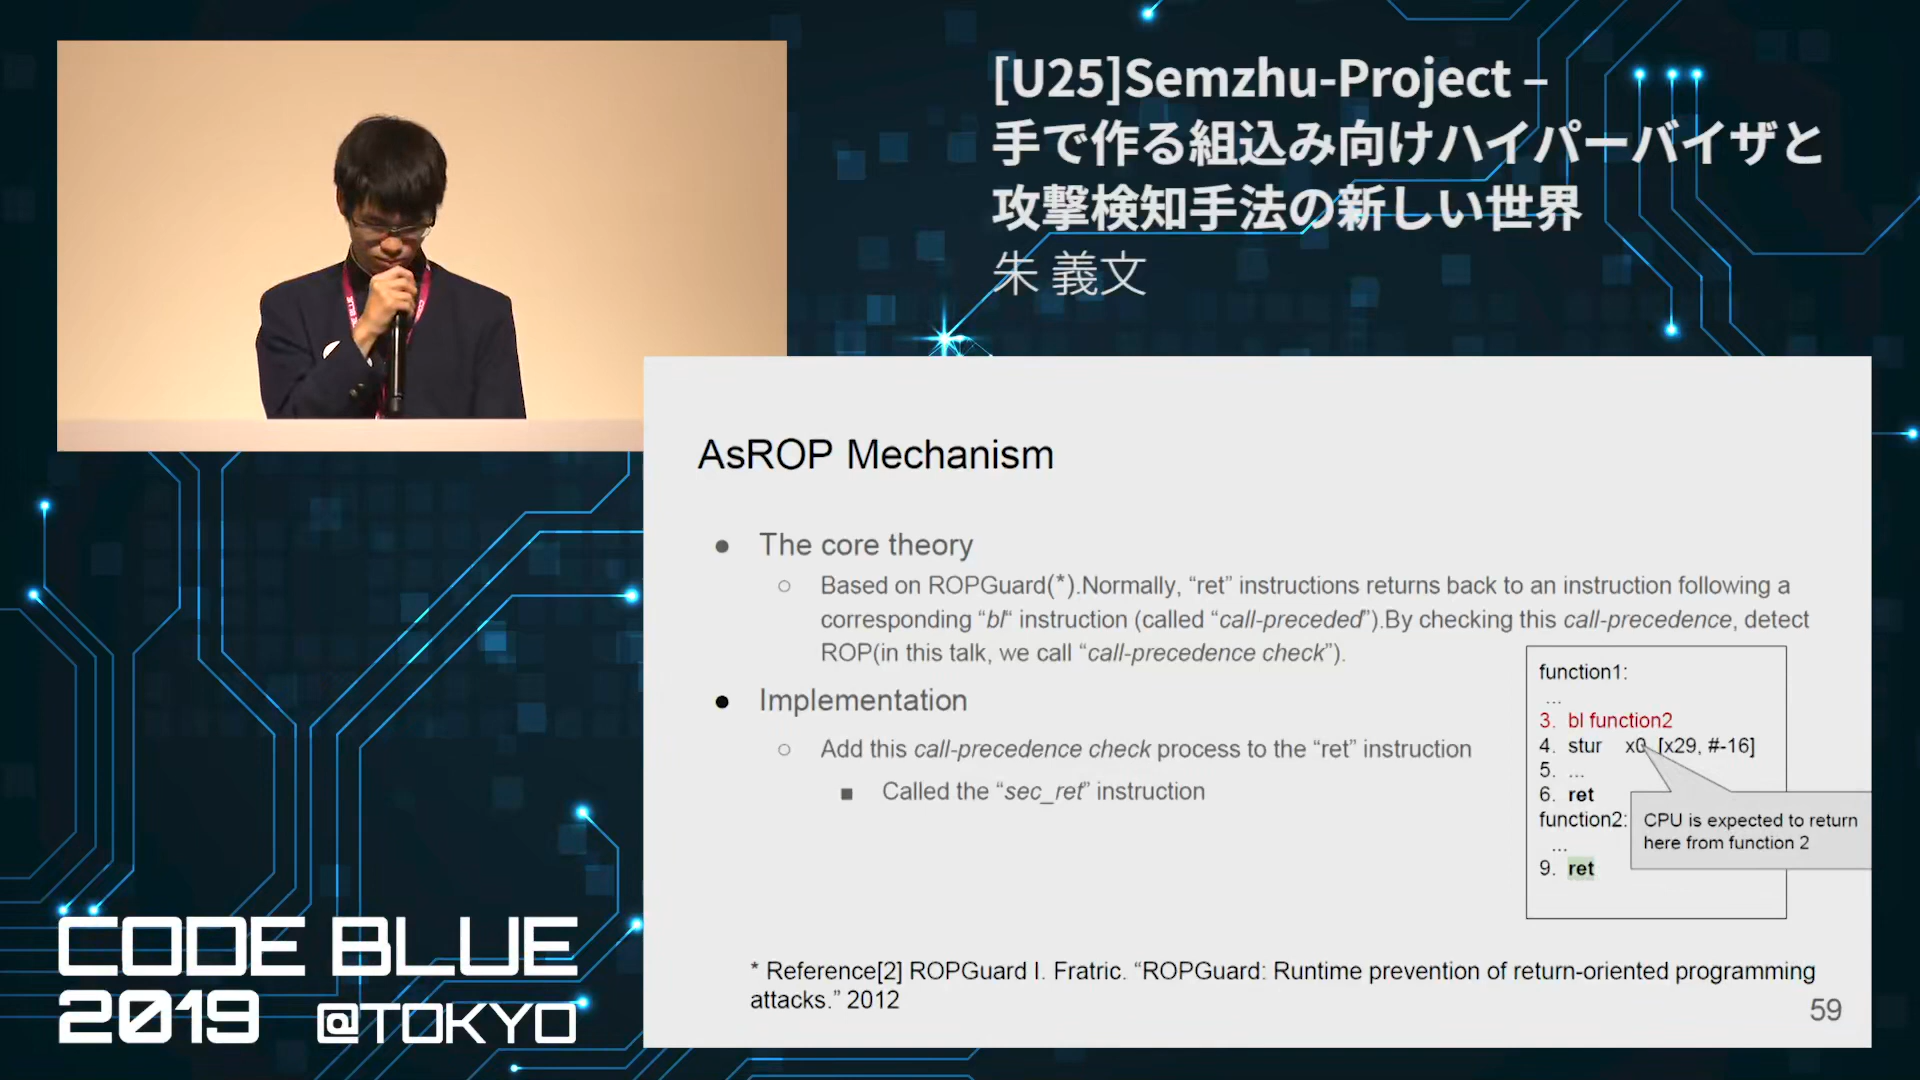 [U25]Semzhu-Project –
手で作る組込み向けハイパーバイザと
攻撃検知手法の新しい世界
朱 義文
AsROP Mechanism
● The core theory
○ Based on ROPGuard(*).Normally, “ret” instructions returns back to an instruction following a
corresponding “bl“ instruction (called “call-preceded”).By checking this call-precedence, detect
ROP(in this talk, we call “call-precedence check”).
● Implementation
○ Add this call-precedence check process to the “ret” instruction
■ Called the “sec_ret” instruction
function1:
...
3. bl function2
4. stur x0, [x29, #-16]
5. ...
6. ret
function2:
...
9. ret
CPU is expected to return
here from function 2
* Reference[2] ROPGuard I. Fratric. “ROPGuard: Runtime prevention of return-oriented programming
attacks.” 2012
59
CODE BLUE
2019 @TOKYO